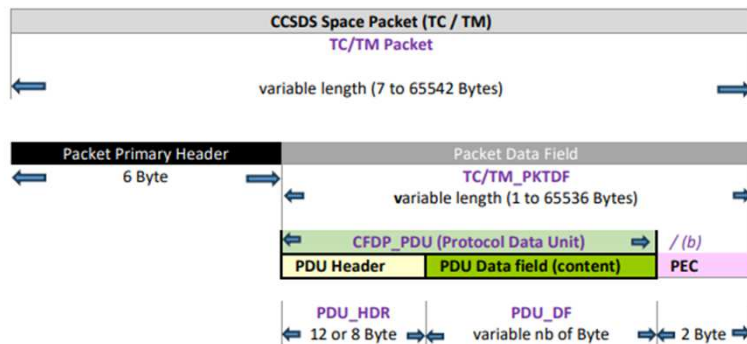 CCSDS Space Packet (TC / TM)
TC/TM Packet
variable length (7 to 65542 Bytes)
Packet Primary Header
Packet Data Field
6 Byte
TC/TM_PKTDF
variable length (1 to 65536 Bytes)
CFDP_PDU (Protocol Data Unit)
/ (b)
PDU Header
PDU Data field (content)
PEC
PDU_HDR
PDU_DF
12 or 8 Byte
variable nb of Byte
2 Byte